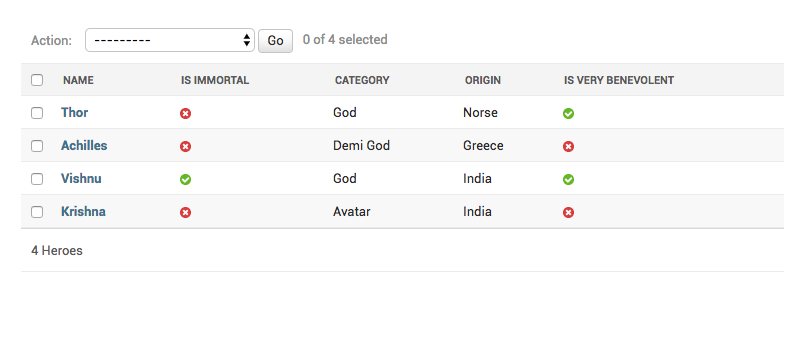 Action: --------- Go 0 of 4 selected
NAME IS IMMORTAL CATEGORY ORIGIN IS VERY BENEVOLENT
Thor God Norse
Achilles Demi God Greece
Vishnu God India
Krishna Avatar India
4 Heroes